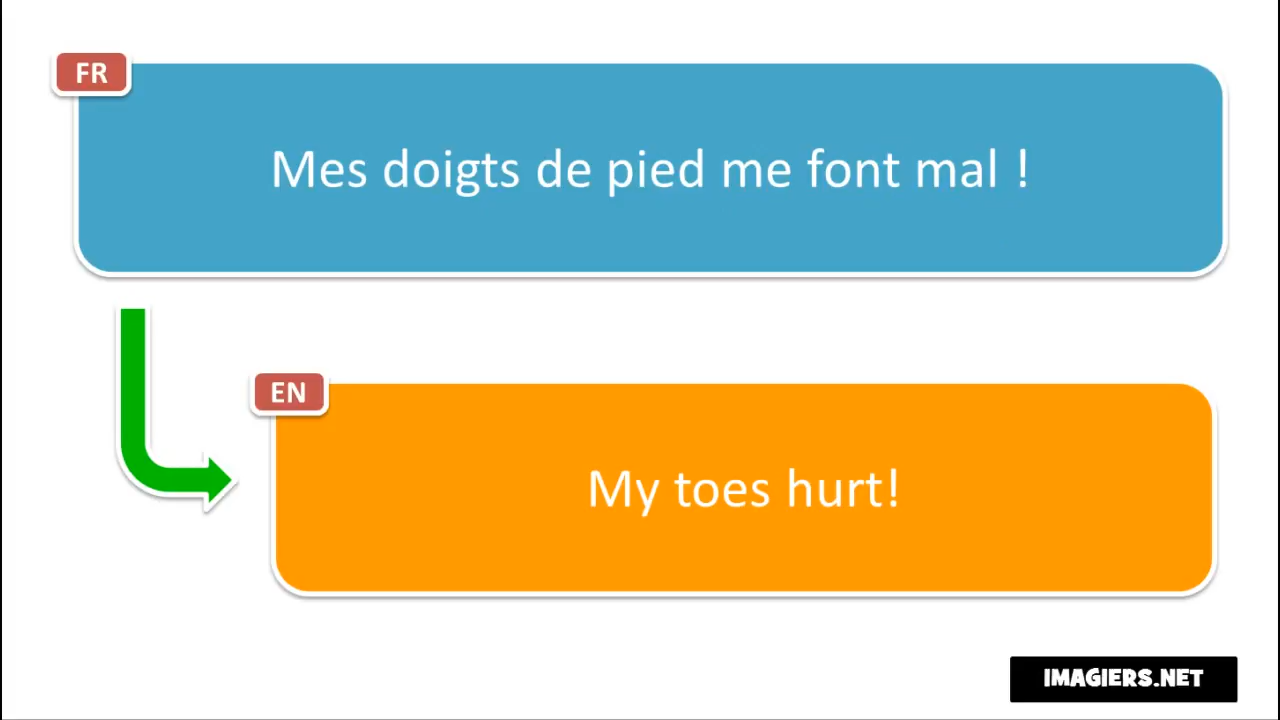 FR
Mes doigts de pied me font mal !
EN
My toes hurt!
IMAGIERS.NET